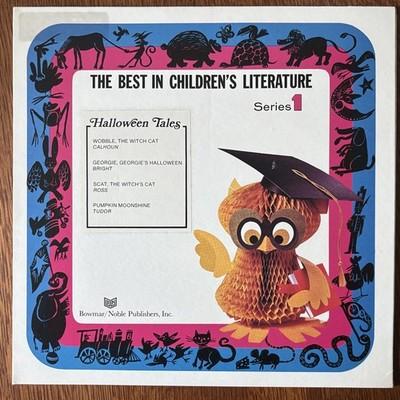 THE BEST IN CHILDREN'S LITERATURE
Series 1
Halloween Tales
WOBBLE, THE WITCH CAT
CALHOUN
GEORGIE, GEORGIE'S HALLOWEEN
BRIGHT
SCAT, THE WITCH'S CAT
ROSS
PUMPKIN MOONSHINE
TUDOR
Bowmar/Noble Publishers, Inc.